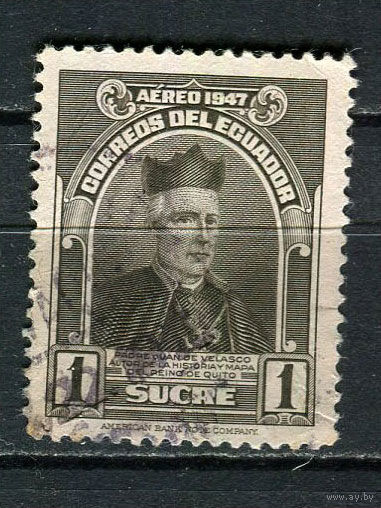 AÉREO 1947
CORREOS DEL ECUADOR
PADRE JUAN DE VELASCO
AUTOR DE LA HISTORIA Y MAPA
DEL REINO DE QUITO
1 SUCRE 1
AMERICAN BANK NOTE COMPANY.
www.ay.by